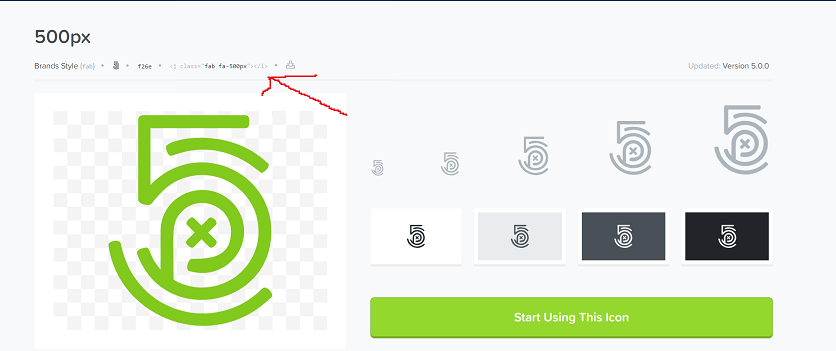 500px
Brands Style (fab) • • f26e • <i class="fab fa-500px"></i> •
Updated: Version 5.0.0
Start Using This Icon